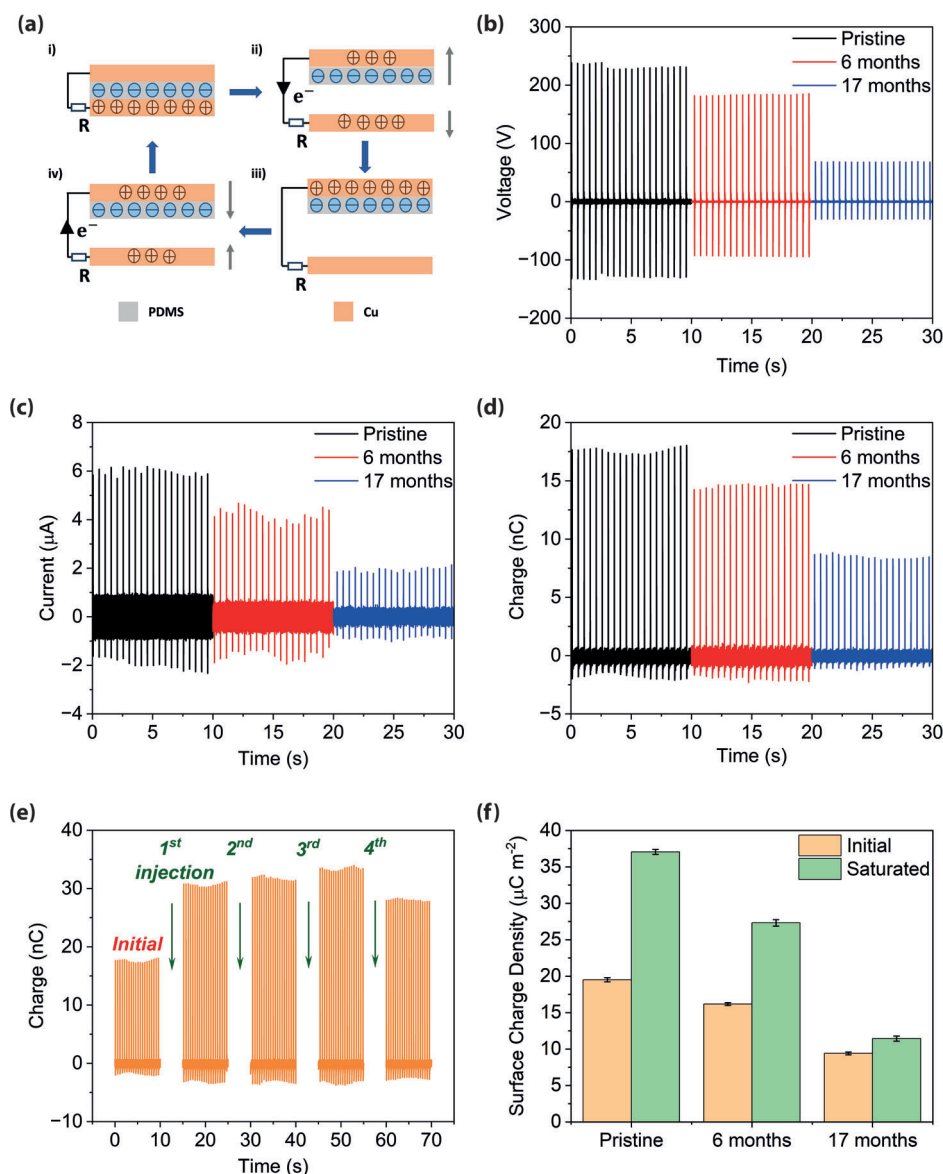 (a)
i)
R
ii)
e⁻
R
iv)
e⁻
R
iii)
R
PDMS
Cu
(b)
Pristine
6 months
17 months
Voltage (V)
300
200
100
0
−100
−200
0 5 10 15 20 25 30
Time (s)
(c)
Pristine
6 months
17 months
Current (μA)
8
6
4
2
0
−2
−4
0 5 10 15 20 25 30
Time (s)
(d)
Pristine
6 months
17 months
Charge (nC)
20
15
10
5
0
−5
0 5 10 15 20 25 30
Time (s)
(e)
1st
injection
2nd
3rd
4th
Initial
Charge (nC)
40
30
20
10
0
−10
0 10 20 30 40 50 60 70
Time (s)
(f)
Initial
Saturated
Surface Charge Density (μC m⁻²)
40
35
30
25
20
15
10
5
0
Pristine 6 months 17 months